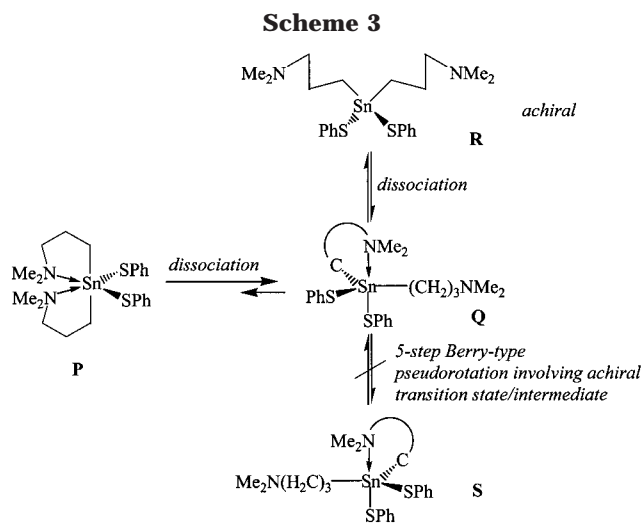 Scheme 3
Me₂N
NMe₂
Sn
PhS
SPh
achiral
R
dissociation
Me₂N
Me₂N
Sn
SPh
SPh
P
dissociation
NMe₂
C
PhS
Sn
(CH₂)₃NMe₂
SPh
Q
5-step Berry-type
pseudorotation involving achiral
transition state/intermediate
Me₂N
C
Me₂N(H₂C)₃
Sn
SPh
SPh
S